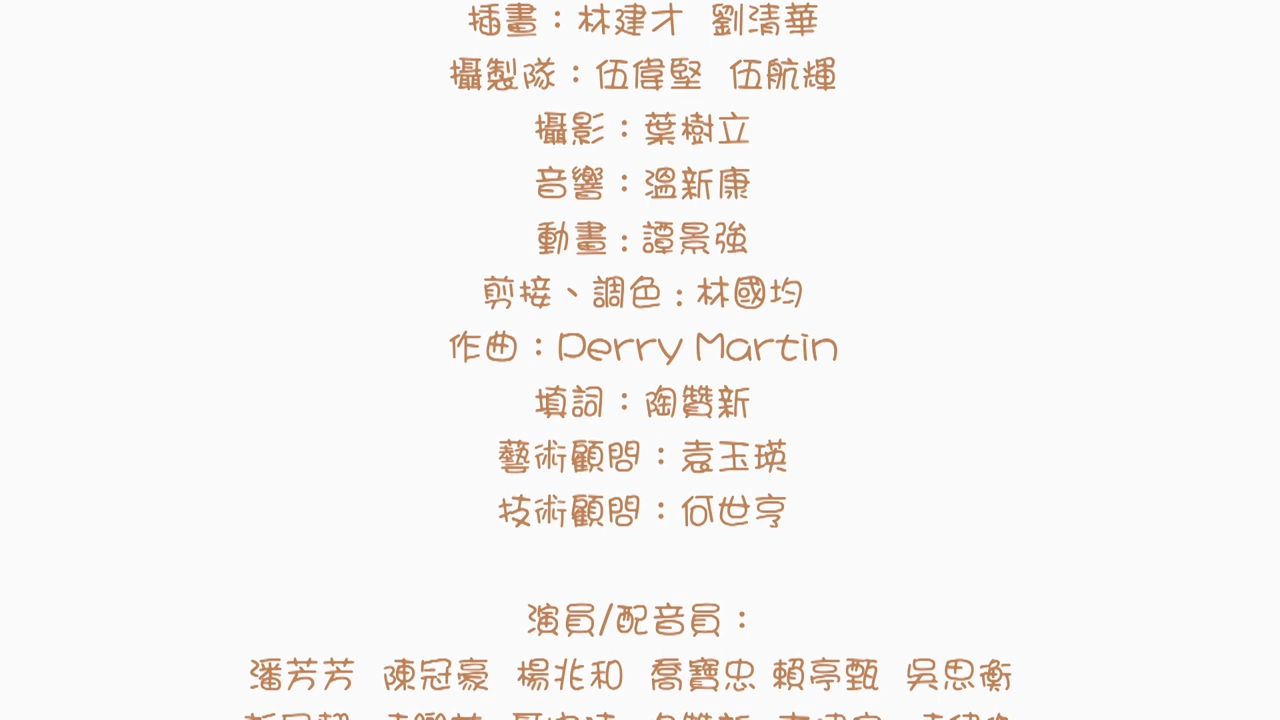 插畫：林建才 劉清華
攝製隊：伍偉堅 伍航輝
攝影：葉樹立
音響：溫新康
動畫：譚景強
剪接、調色：林國均
作曲：Perry Martin
填詞：陶贊新
藝術顧問：袁玉瑛
技術顧問：何世亨
演員/配音員：
潘芳芳 陳冠豪 楊兆和 喬寶忠 賴亭甄 吳思衡